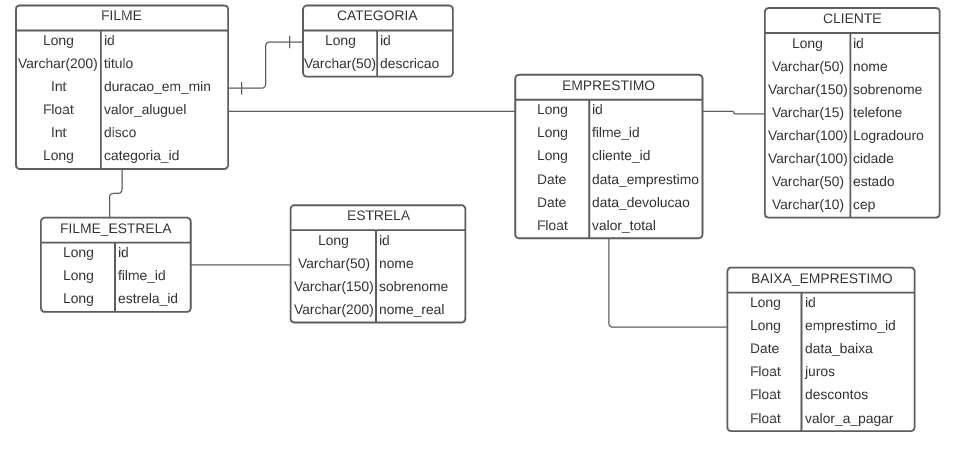 FILME
Long id
Varchar(200) titulo
Int duracao_em_min
Float valor_aluguel
Int disco
Long categoria_id
CATEGORIA
Long id
Varchar(50) descricao
CLIENTE
Long id
Varchar(50) nome
Varchar(150) sobrenome
Varchar(15) telefone
Varchar(100) Logradouro
Varchar(100) cidade
Varchar(50) estado
Varchar(10) cep
EMPRESTIMO
Long id
Long filme_id
Long cliente_id
Date data_emprestimo
Date data_devolucao
Float valor_total
FILME_ESTRELA
Long id
Long filme_id
Long estrela_id
ESTRELA
Long id
Varchar(50) nome
Varchar(150) sobrenome
Varchar(200) nome_real
BAIXA_EMPRESTIMO
Long id
Long emprestimo_id
Date data_baixa
Float juros
Float descontos
Float valor_a_pagar